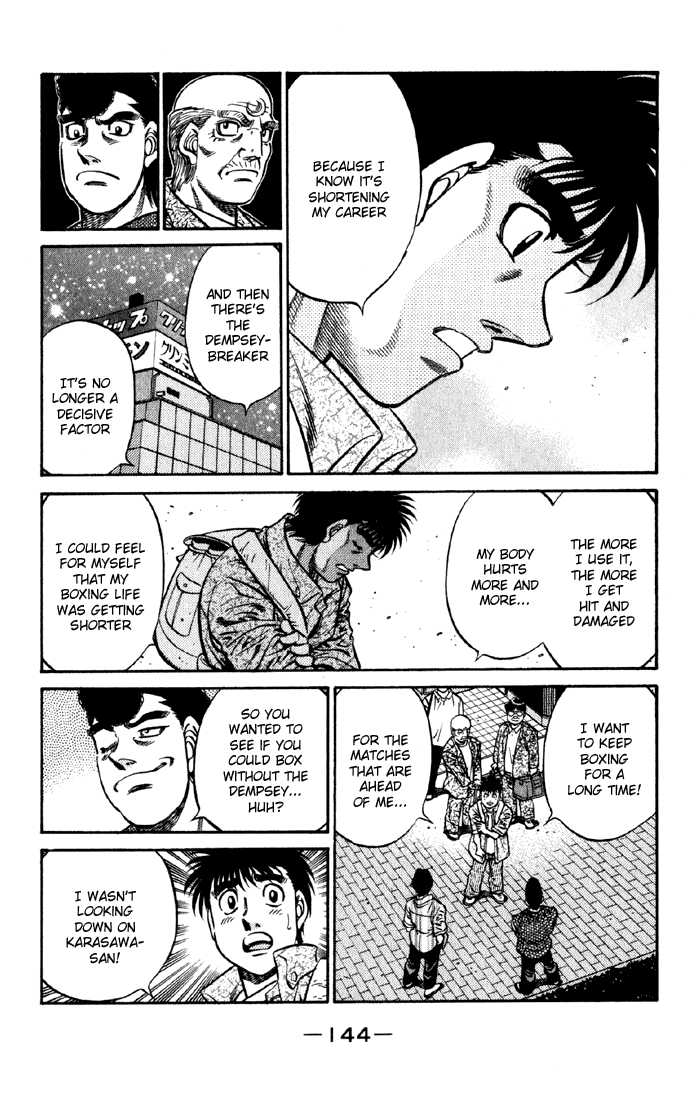 BECAUSE I
KNOW IT'S
SHORTENING
MY CAREER
AND THEN
THERE'S
THE
DEMPSEY-
BREAKER
IT'S NO
LONGER A
DECISIVE
FACTOR
THE MORE
I USE IT,
THE MORE
I GET
HIT AND
DAMAGED
MY BODY
HURTS
MORE AND
MORE...
I COULD FEEL
FOR MYSELF
THAT MY
BOXING LIFE
WAS GETTING
SHORTER
I WANT
TO KEEP
BOXING
FOR A
LONG TIME!
FOR THE
MATCHES
THAT ARE
AHEAD
OF ME...
SO YOU
WANTED TO
SEE IF YOU
COULD BOX
WITHOUT THE
DEMPSEY...
HUH?
I WASN'T
LOOKING
DOWN ON
KARASAWA-
SAN!
—144—